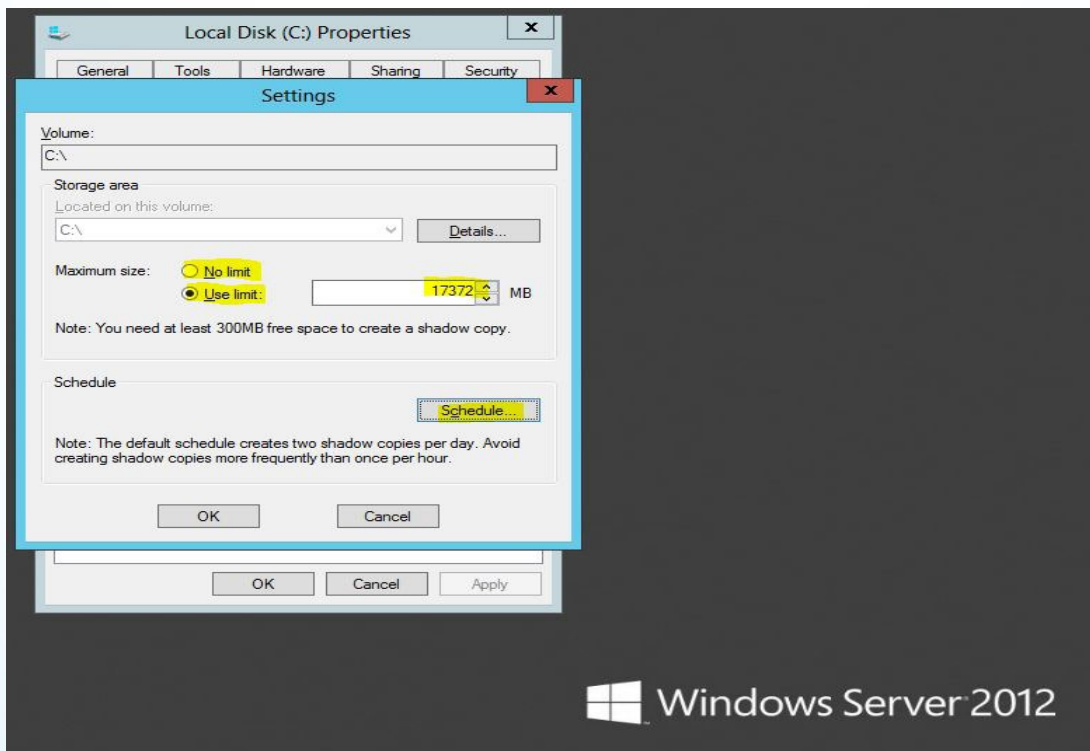 Local Disk (C:) Properties
x
General Tools Hardware Sharing Security
Settings
x
Volume:
C:\
Storage area
Located on this volume:
C:\
Details...
Maximum size:
No limit
Use limit:
17372
MB
Note: You need at least 300MB free space to create a shadow copy.
Schedule
Schedule...
Note: The default schedule creates two shadow copies per day. Avoid
creating shadow copies more frequently than once per hour.
OK Cancel
OK Cancel Apply
Windows Server 2012